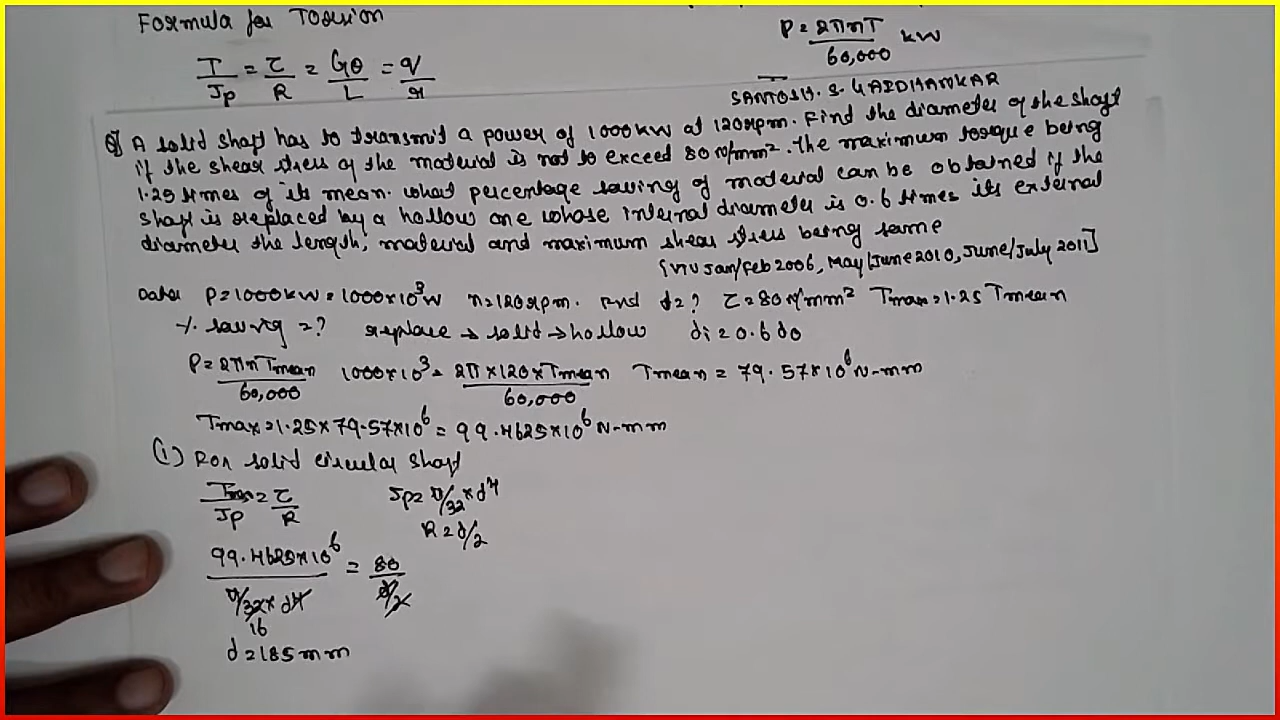 Formula for Torsion
T/Jp = τ/R = Gθ/L = q/r
P = 2πnT/60,000 kW
SANTOSH. S. GAIDHANKAR
Q] A solid shaft has to transmit a power of 1000kW at 120rpm. Find the diameter of the shaft
if the shear stress of the material is not to exceed 80 N/mm². The maximum torque being
1.25 times of its mean. what percentage saving of material can be obtained if the
shaft is replaced by a hollow one whose internal diameter is 0.6 times its external
diameter the length, material and maximum shear stress being same
[VTU Jan/Feb 2006, May/June 2010, June/July 2011]
Data P=1000kW = 1000×10³W n=120rpm. Find d=? τ=80N/mm² Tmax=1.25 Tmean
%. saving =? replace → solid → hollow di=0.6do
P = 2πn Tmean/60,000 1000×10³ = 2π×120×Tmean/60,000 Tmean = 79.57×10⁶ N-mm
Tmax=1.25×79.57×10⁶ = 99.4625×10⁶ N-mm
(i) For solid circular shaft
Tmax/Jp = τ/R Jp = π/32 × d⁴
R=d/2
99.4625×10⁶ / π/32 × d⁴ = 80 / d/2
16
d=185mm